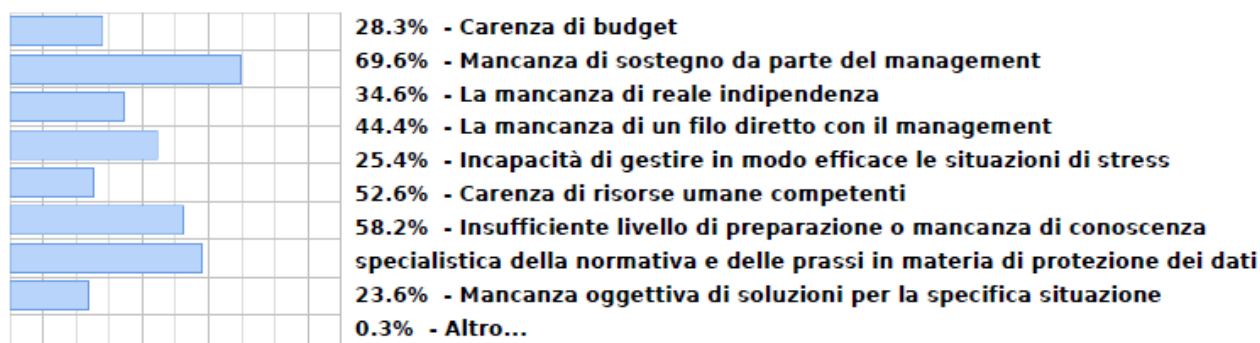 28.3% - Carenza di budget
69.6% - Mancanza di sostegno da parte del management
34.6% - La mancanza di reale indipendenza
44.4% - La mancanza di un filo diretto con il management
25.4% - Incapacità di gestire in modo efficace le situazioni di stress
52.6% - Carenza di risorse umane competenti
58.2% - Insufficiente livello di preparazione o mancanza di conoscenza
specialistica della normativa e delle prassi in materia di protezione dei dati
23.6% - Mancanza oggettiva di soluzioni per la specifica situazione
0.3% - Altro...